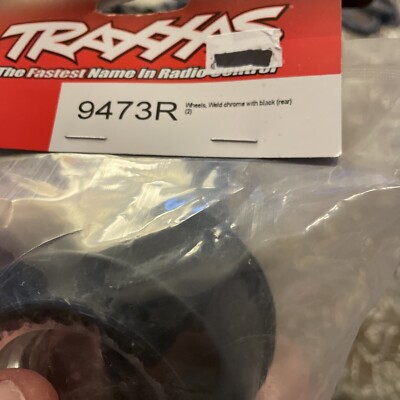 TRAXXAS
The Fastest Name In Radio Control
9473R
Wheels, Weld chrome with black (rear)
(2)